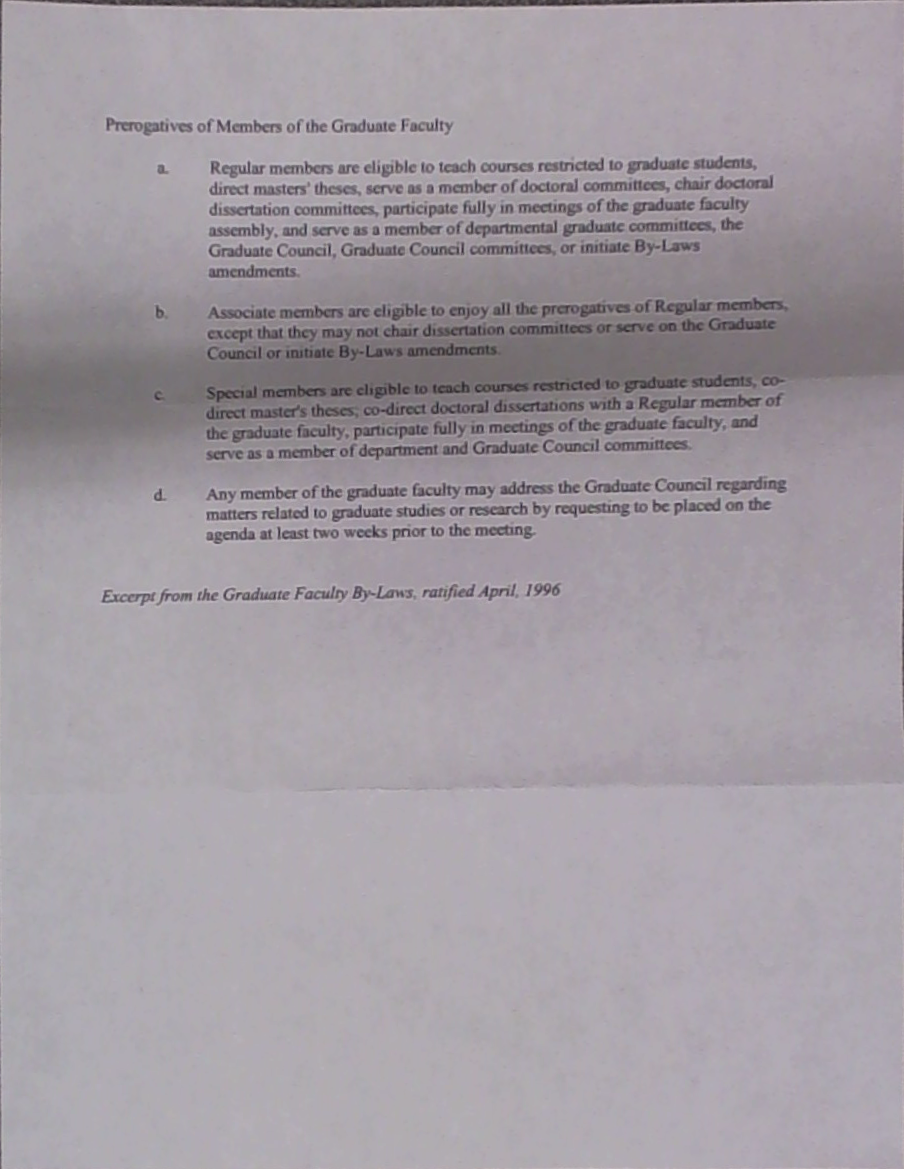 Prerogatives of Members of the Graduate Faculty
a. Regular members are eligible to teach courses restricted to graduate students,
direct masters' theses, serve as a member of doctoral committees, chair doctoral
dissertation committees, participate fully in meetings of the graduate faculty
assembly, and serve as a member of departmental graduate committees, the
Graduate Council, Graduate Council committees, or initiate By-Laws
amendments.
b. Associate members are eligible to enjoy all the prerogatives of Regular members,
except that they may not chair dissertation committees or serve on the Graduate
Council or initiate By-Laws amendments.
c. Special members are eligible to teach courses restricted to graduate students, co-
direct master's theses; co-direct doctoral dissertations with a Regular member of
the graduate faculty, participate fully in meetings of the graduate faculty, and
serve as a member of department and Graduate Council committees.
d. Any member of the graduate faculty may address the Graduate Council regarding
matters related to graduate studies or research by requesting to be placed on the
agenda at least two weeks prior to the meeting.
Excerpt from the Graduate Faculty By-Laws, ratified April, 1996